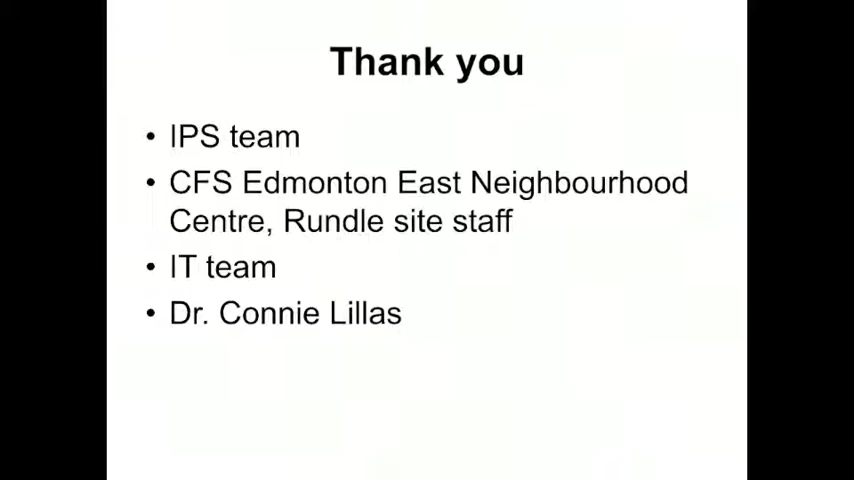 Thank you
• IPS team
• CFS Edmonton East Neighbourhood
Centre, Rundle site staff
• IT team
• Dr. Connie Lillas